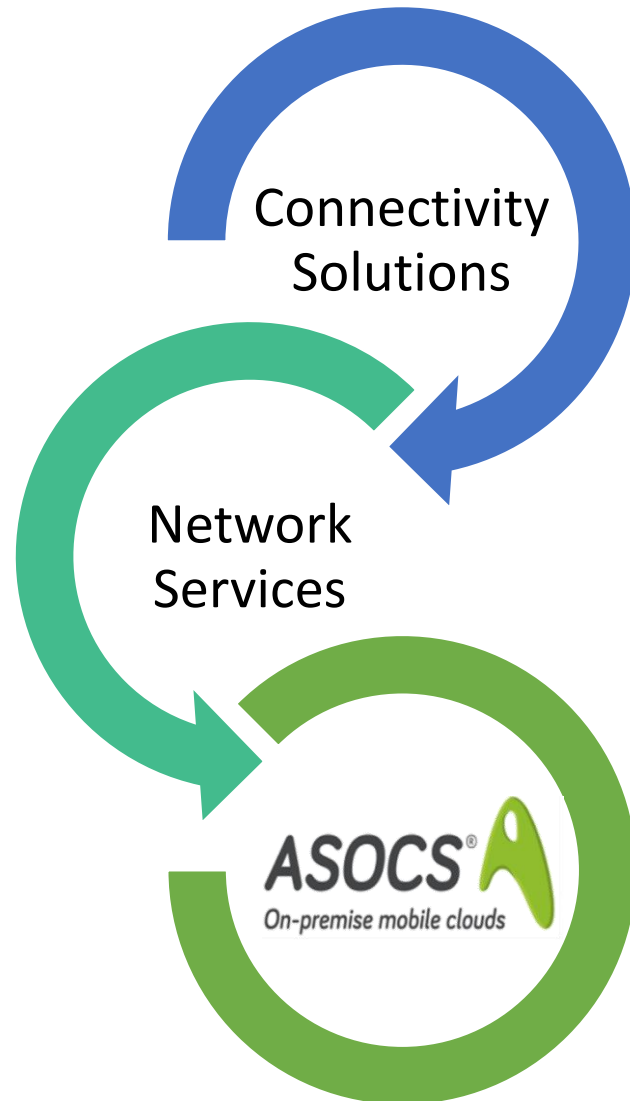 Connectivity
Solutions
Network
Services
ASOCS®
On-premise mobile clouds